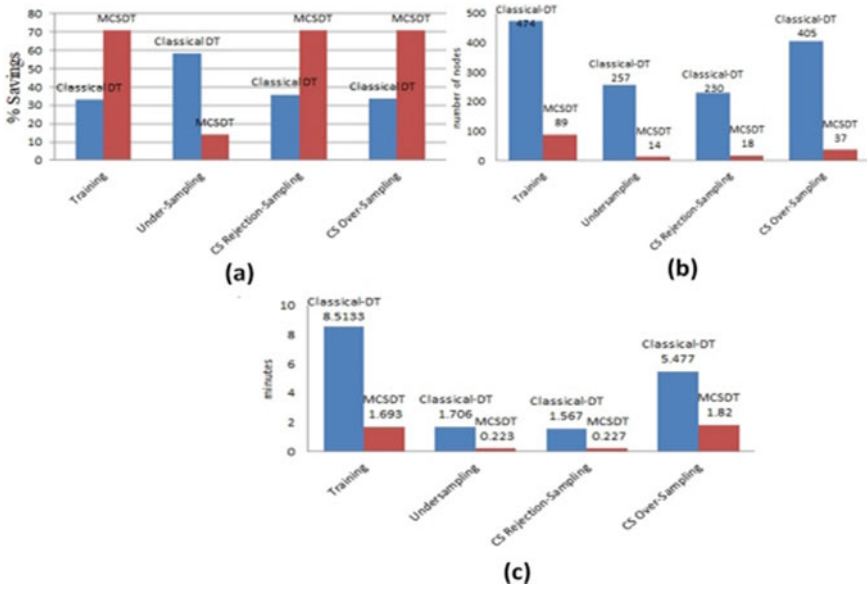 80
70
60
50
40
30
20
10
0
% Savings
MCSDT
MCSDT
MCSDT
Classical DT
Classical DT
Classical DT
Classical DT
MCSDT
Training
Under-Sampling
CS Rejection-Sampling
CS Over-Sampling
(a)
500
400
300
200
100
0
number of nodes
Classical-DT
474
MCSDT
89
Classical-DT
257
MCSDT
14
Classical-DT
230
MCSDT
18
Classical-DT
405
MCSDT
37
Training
Undersampling
CS Rejection-Sampling
CS Over-Sampling
(b)
10
8
6
4
2
0
minutes
Classical-DT
8.5133
MCSDT
1.693
Classical-DT
1.706
MCSDT
0.223
Classical-DT
1.567
MCSDT
0.227
Classical-DT
5.477
MCSDT
1.82
Training
Undersampling
CS Rejection-Sampling
CS Over-Sampling
(c)